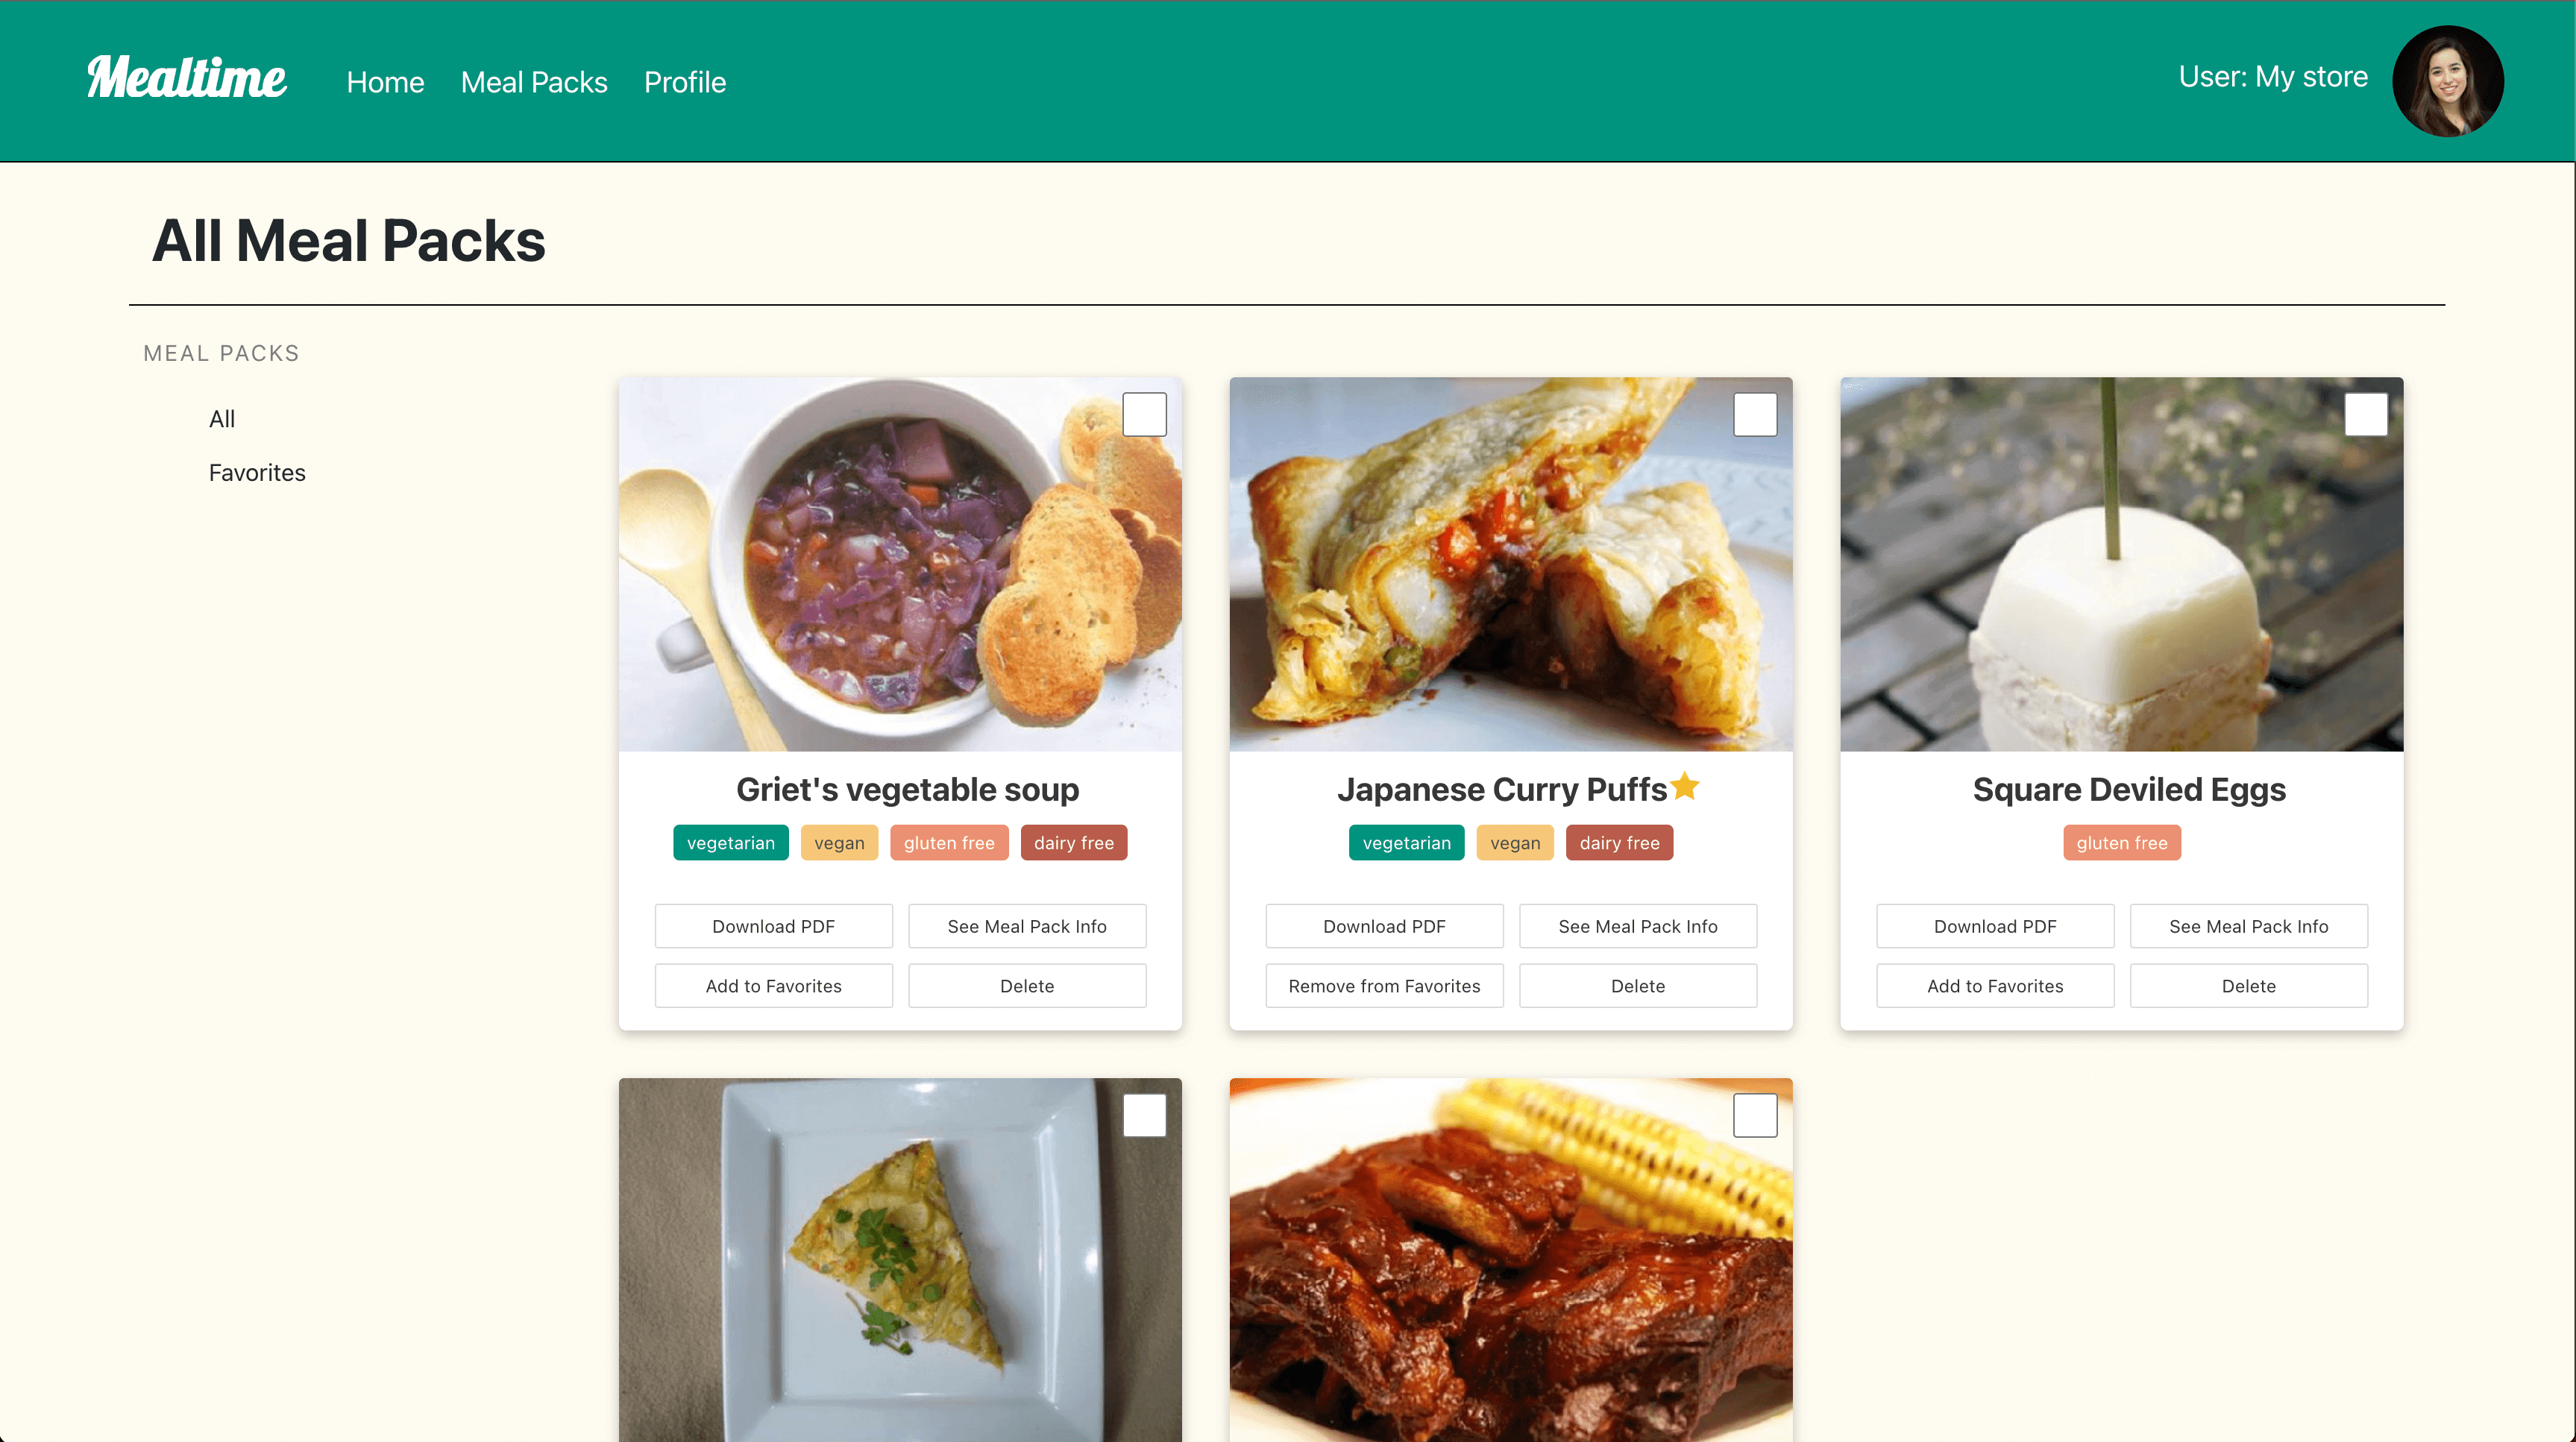 Mealtime
Home Meal Packs Profile
User: My store
All Meal Packs
MEAL PACKS
All
Favorites
Griet's vegetable soup
vegetarian vegan gluten free dairy free
Download PDF See Meal Pack Info
Add to Favorites Delete
Japanese Curry Puffs
vegetarian vegan dairy free
Download PDF See Meal Pack Info
Remove from Favorites Delete
Square Deviled Eggs
gluten free
Download PDF See Meal Pack Info
Add to Favorites Delete